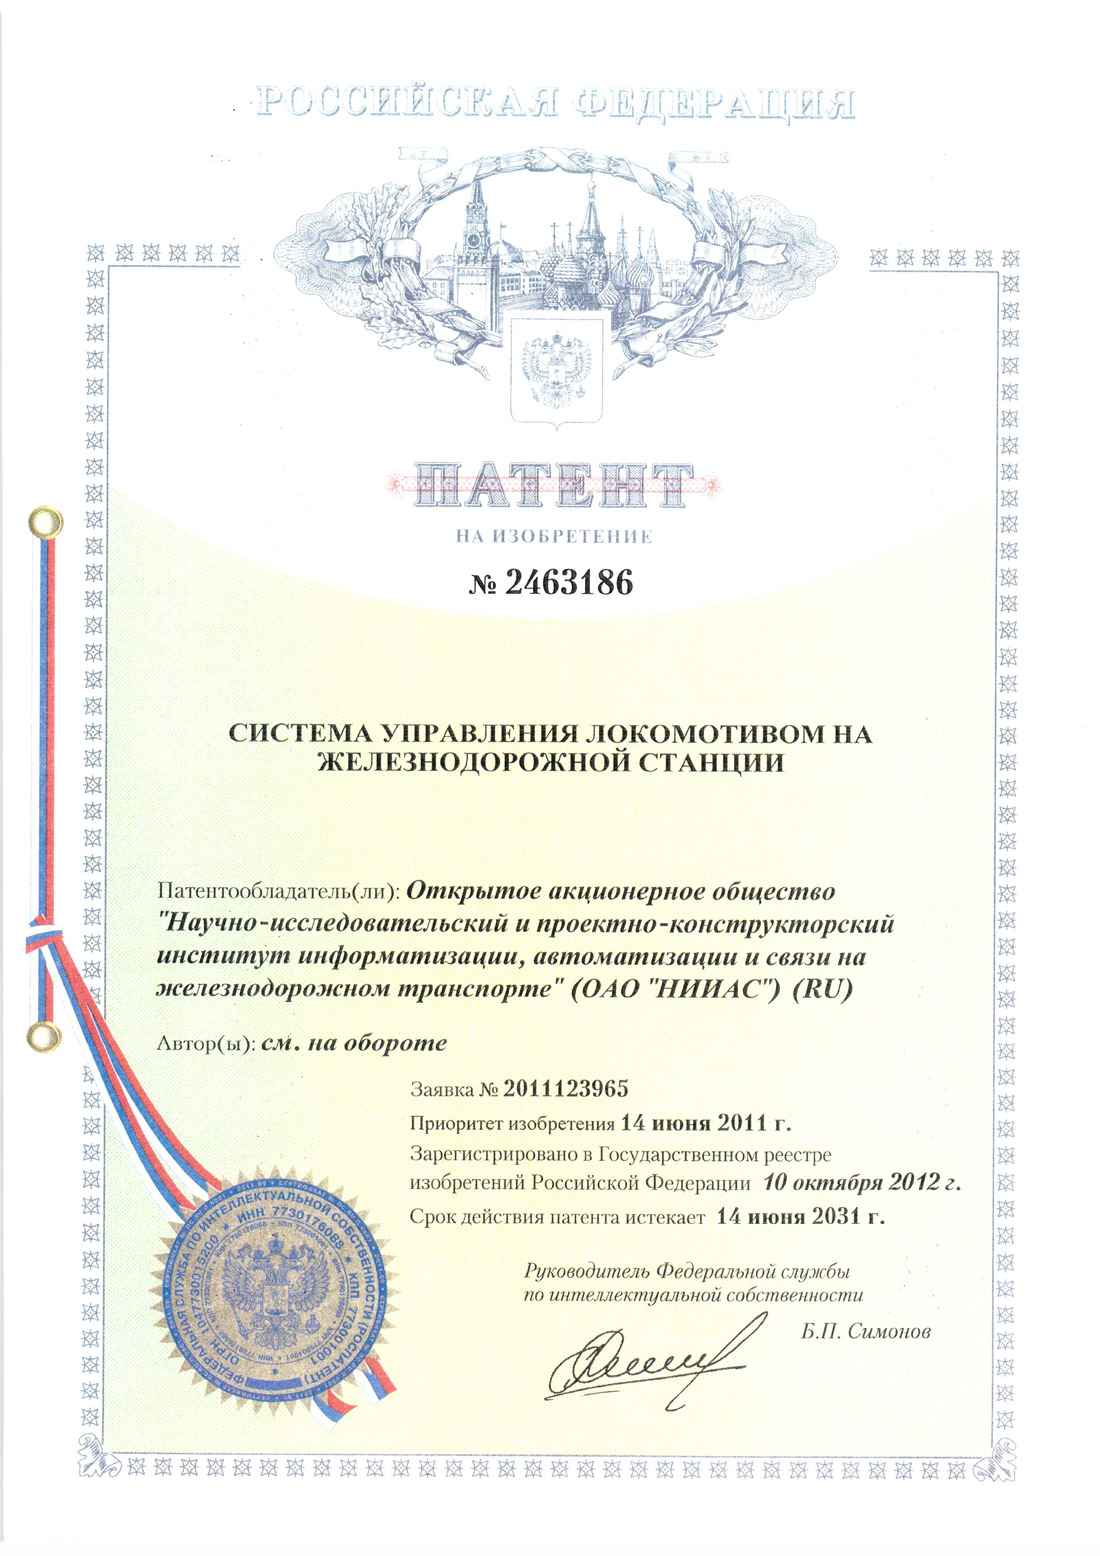 РОССИЙСКАЯ ФЕДЕРАЦИЯ
ПАТЕНТ
НА ИЗОБРЕТЕНИЕ
№ 2463186
СИСТЕМА УПРАВЛЕНИЯ ЛОКОМОТИВОМ НА
ЖЕЛЕЗНОДОРОЖНОЙ СТАНЦИИ
Патентообладатель(ли): Открытое акционерное общество
"Научно-исследовательский и проектно-конструкторский
институт информатизации, автоматизации и связи на
железнодорожном транспорте" (ОАО "НИИАС") (RU)
Автор(ы): см. на обороте
Заявка № 2011123965
Приоритет изобретения 14 июня 2011 г.
Зарегистрировано в Государственном реестре
изобретений Российской Федерации 10 октября 2012 г.
Срок действия патента истекает 14 июня 2031 г.
Руководитель Федеральной службы
по интеллектуальной собственности
Б.П. Симонов
ФЕДЕРАЛЬНАЯ СЛУЖБА ПО ИНТЕЛЛЕКТУАЛЬНОЙ СОБСТВЕННОСТИ (РОСПАТЕНТ)
ОГРН 1047730015200 * ИНН 7730176088 * КПП 773001001